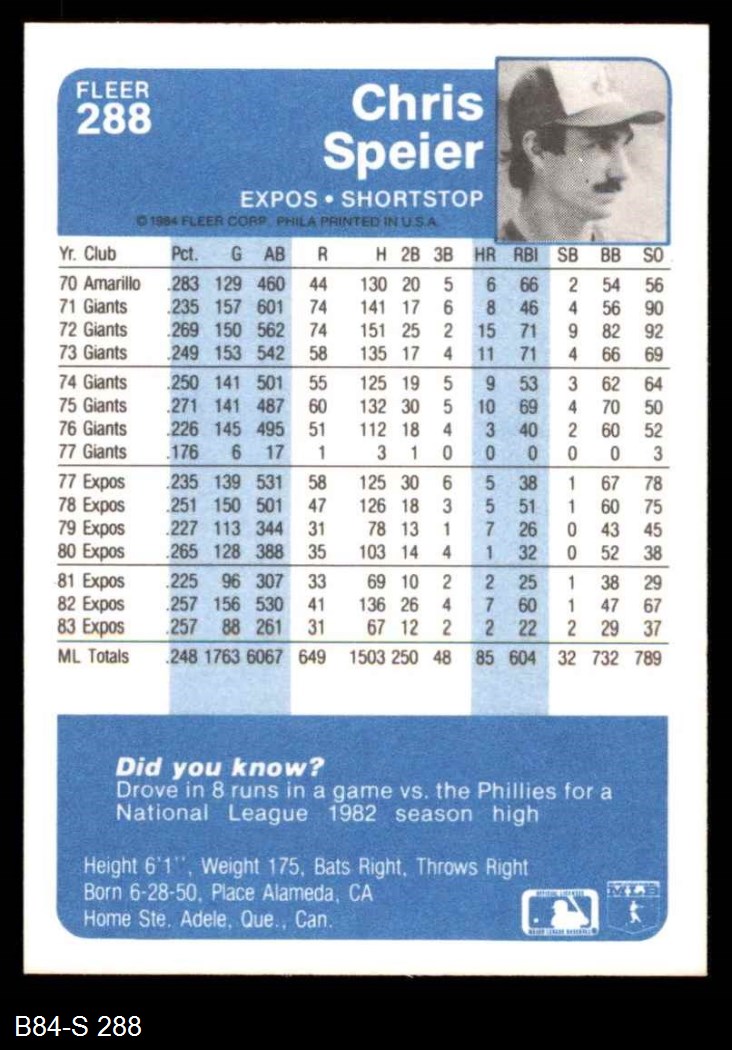 FLEER
288
Chris
Speier
EXPOS • SHORTSTOP
© 1984 FLEER CORP. PHILA PRINTED IN U.S.A.
Yr. Club Pct. G AB R H 2B 3B HR RBI SB BB SO
70 Amarillo .283 129 460 44 130 20 5 6 66 2 54 56
71 Giants .235 157 601 74 141 17 6 8 46 4 56 90
72 Giants .269 150 562 74 151 25 2 15 71 9 82 92
73 Giants .249 153 542 58 135 17 4 11 71 4 66 69
74 Giants .250 141 501 55 125 19 5 9 53 3 62 64
75 Giants .271 141 487 60 132 30 5 10 69 4 70 50
76 Giants .226 145 495 51 112 18 4 3 40 2 60 52
77 Giants .176 6 17 1 3 1 0 0 0 0 0 3
77 Expos .235 139 531 58 125 30 6 5 38 1 67 78
78 Expos .251 150 501 47 126 18 3 5 51 1 60 75
79 Expos .227 113 344 31 78 13 1 7 26 0 43 45
80 Expos .265 128 388 35 103 14 4 1 32 0 52 38
81 Expos .225 96 307 33 69 10 2 2 25 1 38 29
82 Expos .257 156 530 41 136 26 4 7 60 1 47 67
83 Expos .257 88 261 31 67 12 2 2 22 2 29 37
ML Totals .248 1763 6067 649 1503 250 48 85 604 32 732 789
Did you know?
Drove in 8 runs in a game vs. the Phillies for a
National League 1982 season high
Height 6'1'', Weight 175, Bats Right, Throws Right
Born 6-28-50, Place Alameda, CA
Home Ste. Adele, Que., Can.
OFFICIAL LICENSEE
MAJOR LEAGUE BASEBALL
MLB
B84-S 288